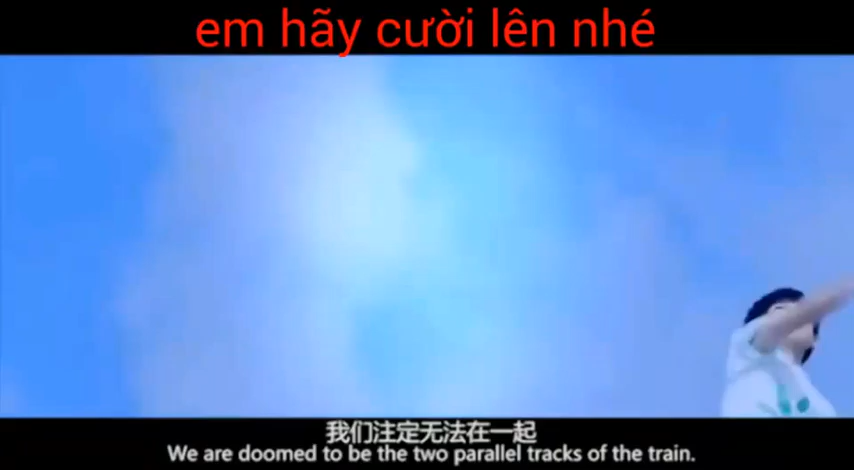 em hãy cười lên nhé
我们注定无法在一起
We are doomed to be the two parallel tracks of the train.